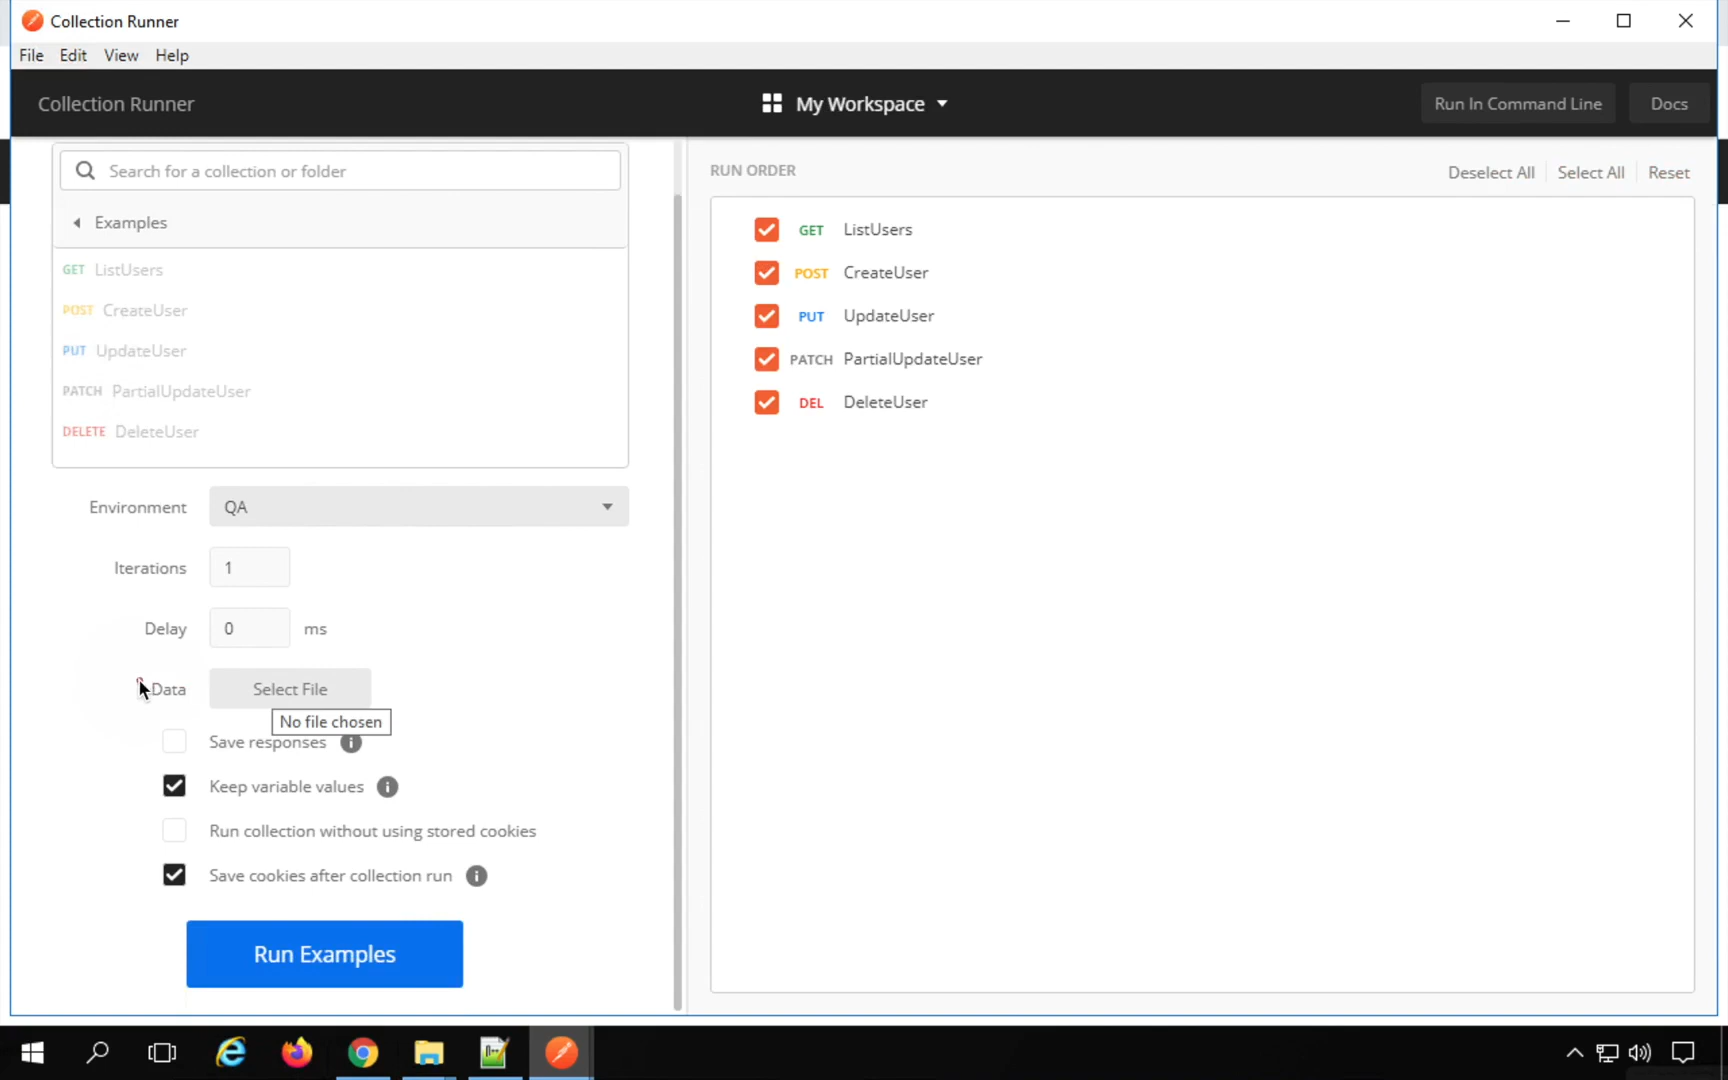 Collection Runner
File Edit View Help
Collection Runner
My Workspace
Run In Command Line
Docs
Search for a collection or folder
Examples
GET ListUsers
POST CreateUser
PUT UpdateUser
PATCH PartialUpdateUser
DELETE DeleteUser
Environment QA
Iterations 1
Delay 0 ms
Data Select File
No file chosen
Save responses
Keep variable values
Run collection without using stored cookies
Save cookies after collection run
Run Examples
RUN ORDER
Deselect All Select All Reset
GET ListUsers
POST CreateUser
PUT UpdateUser
PATCH PartialUpdateUser
DEL DeleteUser